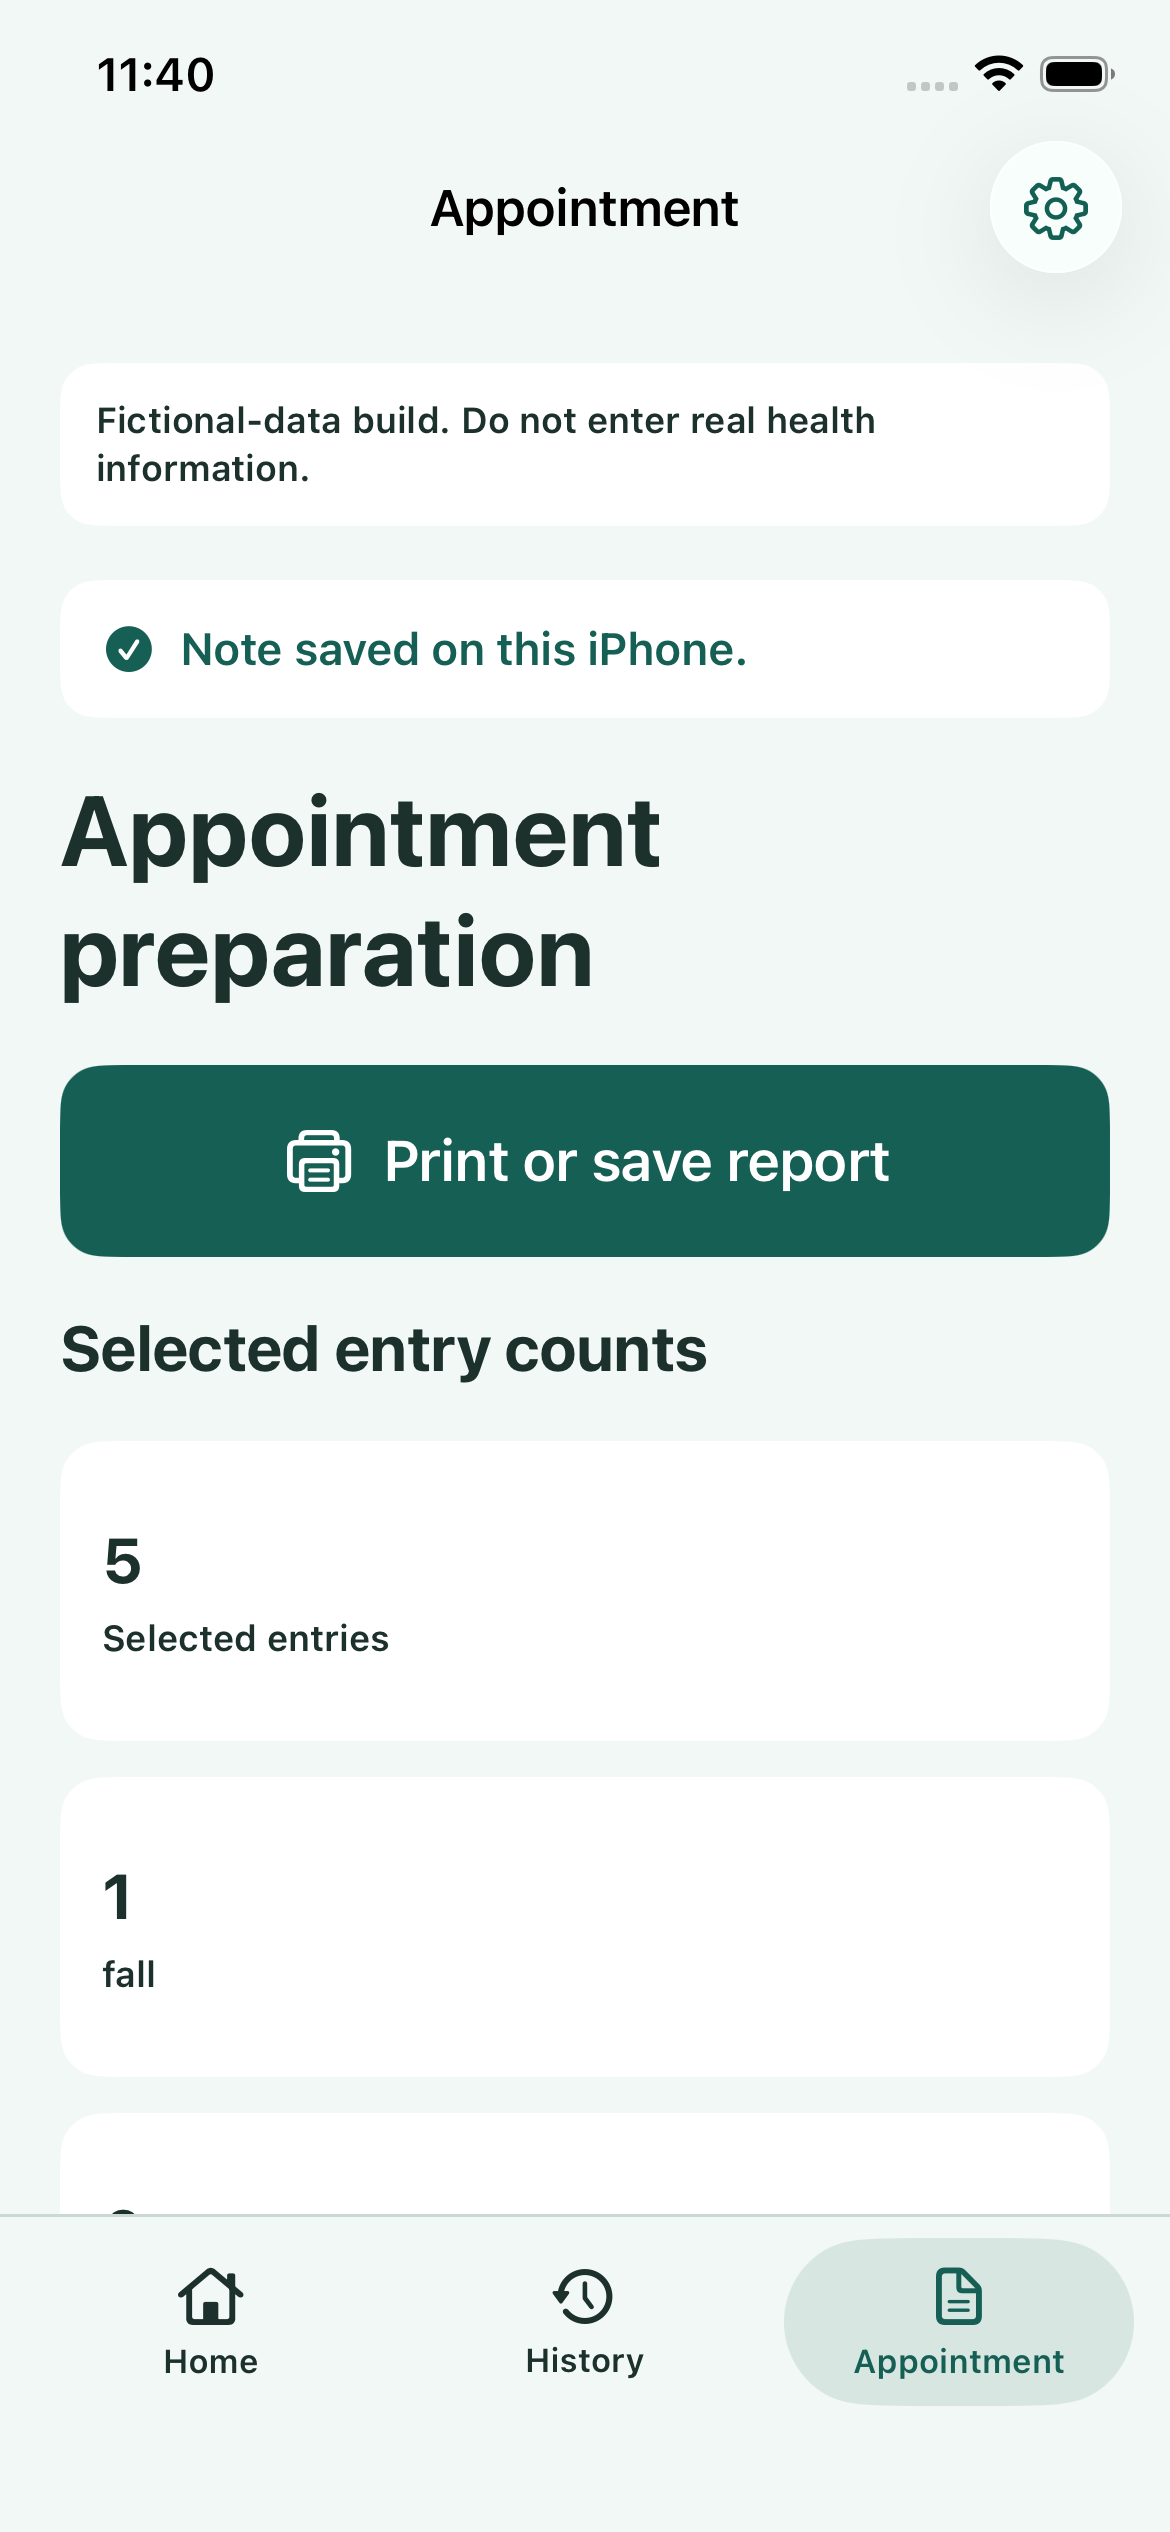 11:40
Appointment
Fictional-data build. Do not enter real health
information.
Note saved on this iPhone.
Appointment
preparation
Print or save report
Selected entry counts
5
Selected entries
1
fall
Home
History
Appointment